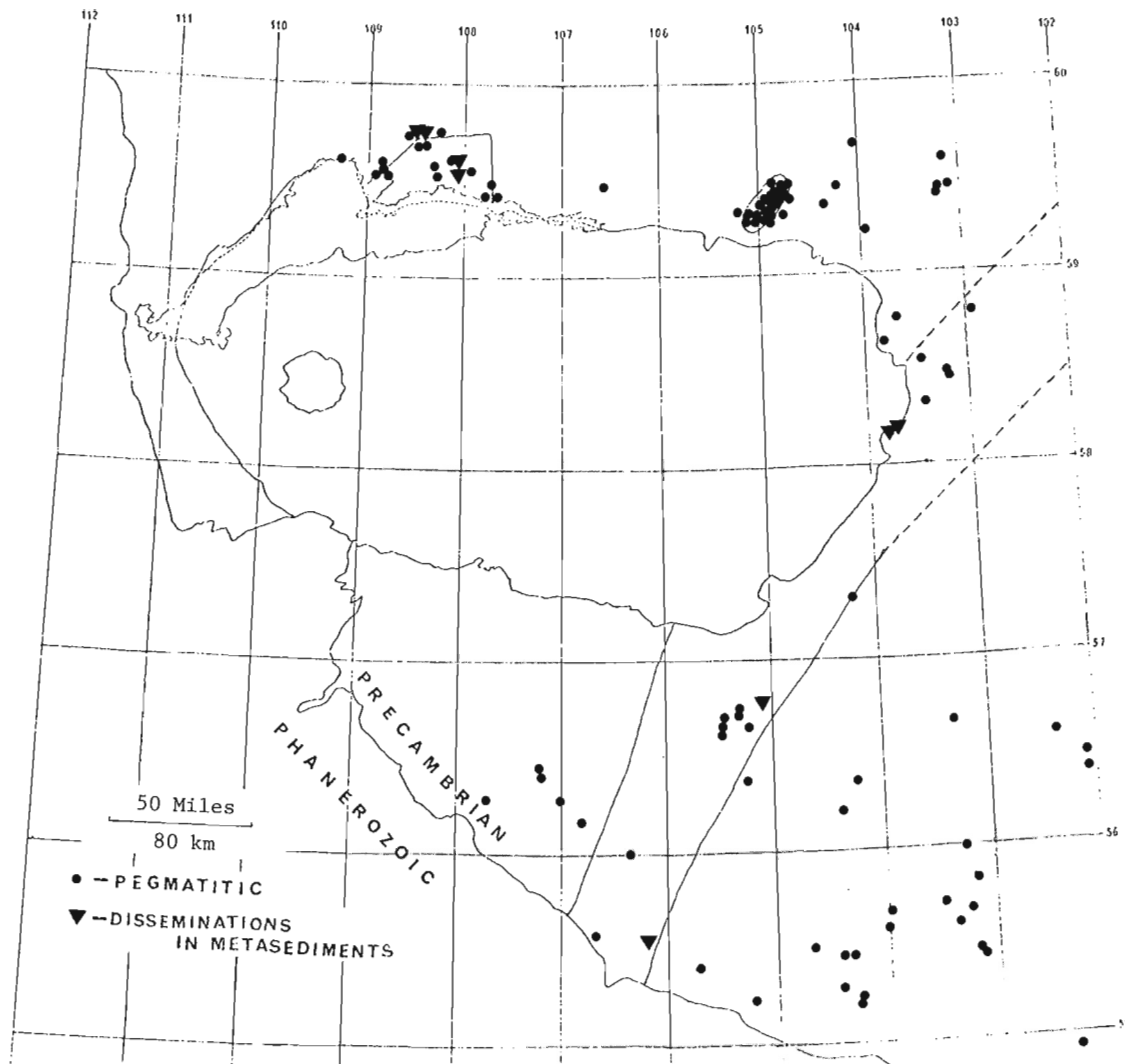 112 111 110 109 108 107 106 105 104 103 102
60
59
58
57
56
PRECAMBRIAN
PHANEROZOIC
50 Miles
80 km
● – PEGMATITIC
▼ – DISSEMINATIONS
IN METASEDIMENTS